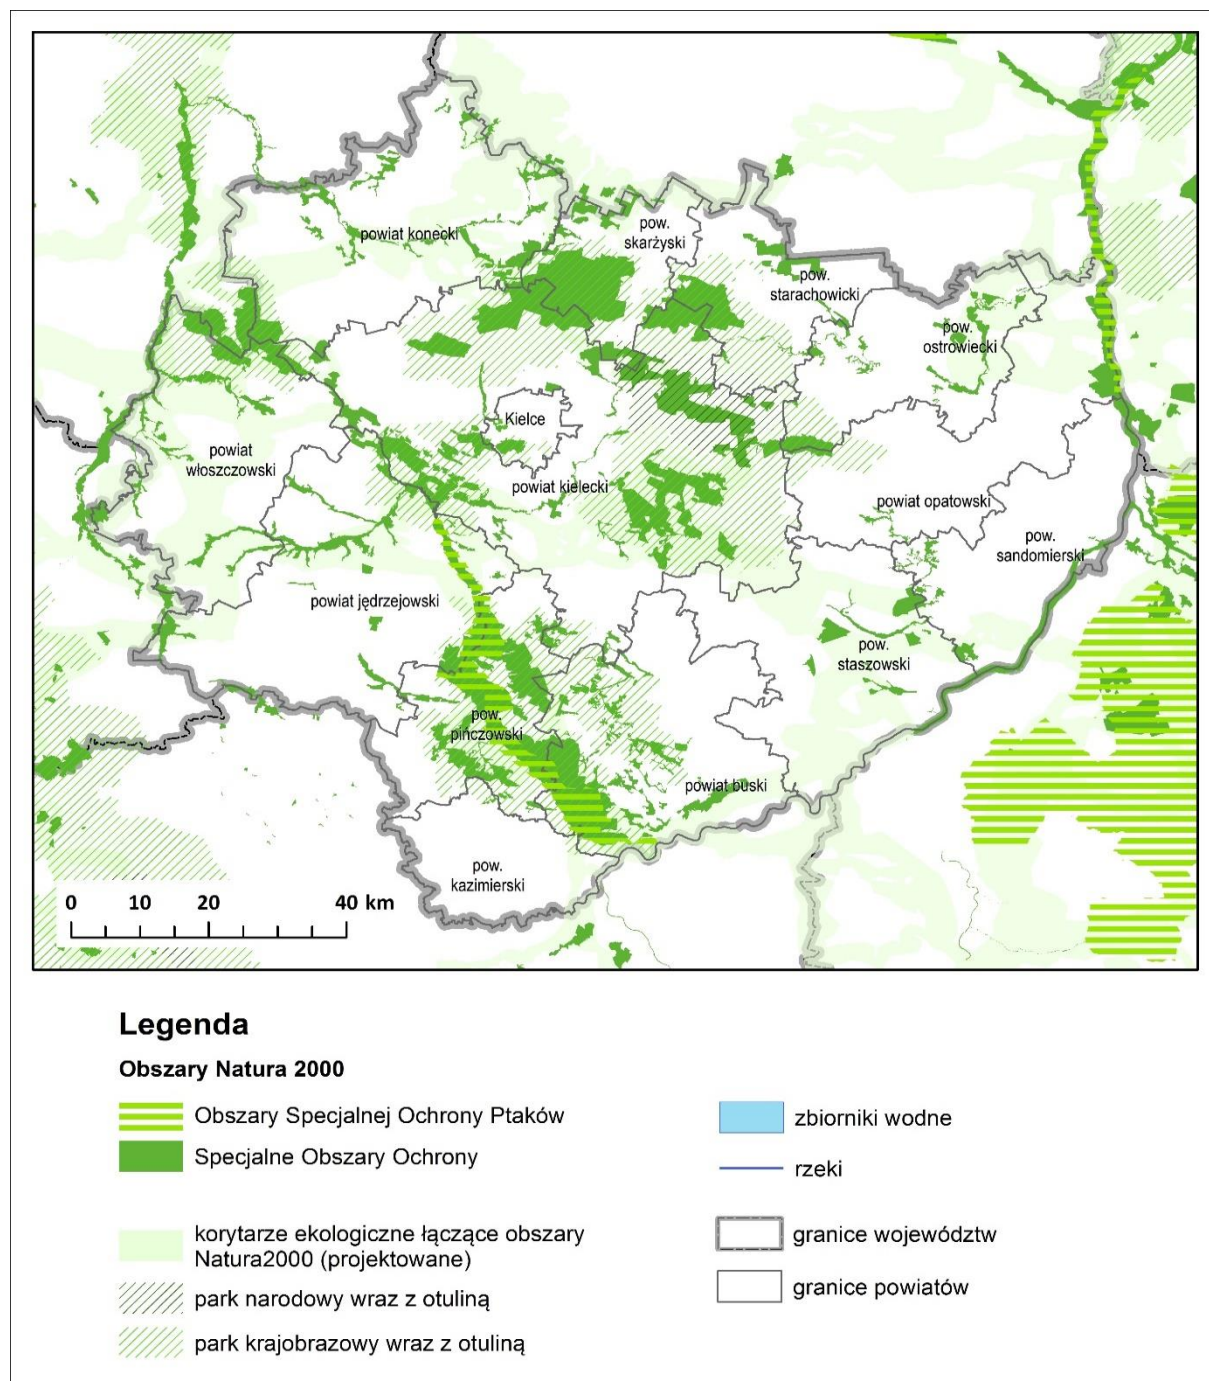 powiat konecki
pow.
skarżyski
pow.
starachowicki
pow.
ostrowiecki
Kielce
powiat
włoszczowski
powiat kielecki
powiat opatowski
pow.
sandomierski
powiat jędrzejowski
pow.
staszowski
pow.
pińczowski
powiat buski
pow.
kazimierski
0 10 20 40 km
Legenda
Obszary Natura 2000
Obszary Specjalnej Ochrony Ptaków
Specjalne Obszary Ochrony
korytarze ekologiczne łączące obszary
Natura2000 (projektowane)
park narodowy wraz z otuliną
park krajobrazowy wraz z otuliną
zbiorniki wodne
rzeki
granice województw
granice powiatów